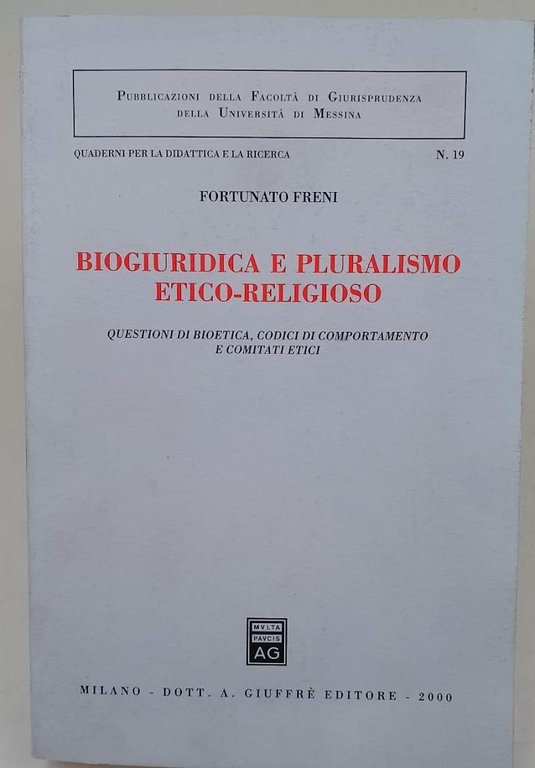 PUBBLICAZIONI DELLA FACOLTÀ DI GIURISPRUDENZA
DELLA UNIVERSITÀ DI MESSINA
QUADERNI PER LA DIDATTICA E LA RICERCA N. 19
FORTUNATO FRENI
BIOGIURIDICA E PLURALISMO
ETICO-RELIGIOSO
QUESTIONI DI BIOETICA, CODICI DI COMPORTAMENTO
E COMITATI ETICI
MVLTA
PAVCIS
AG
MILANO - DOTT. A. GIUFFRÈ EDITORE - 2000